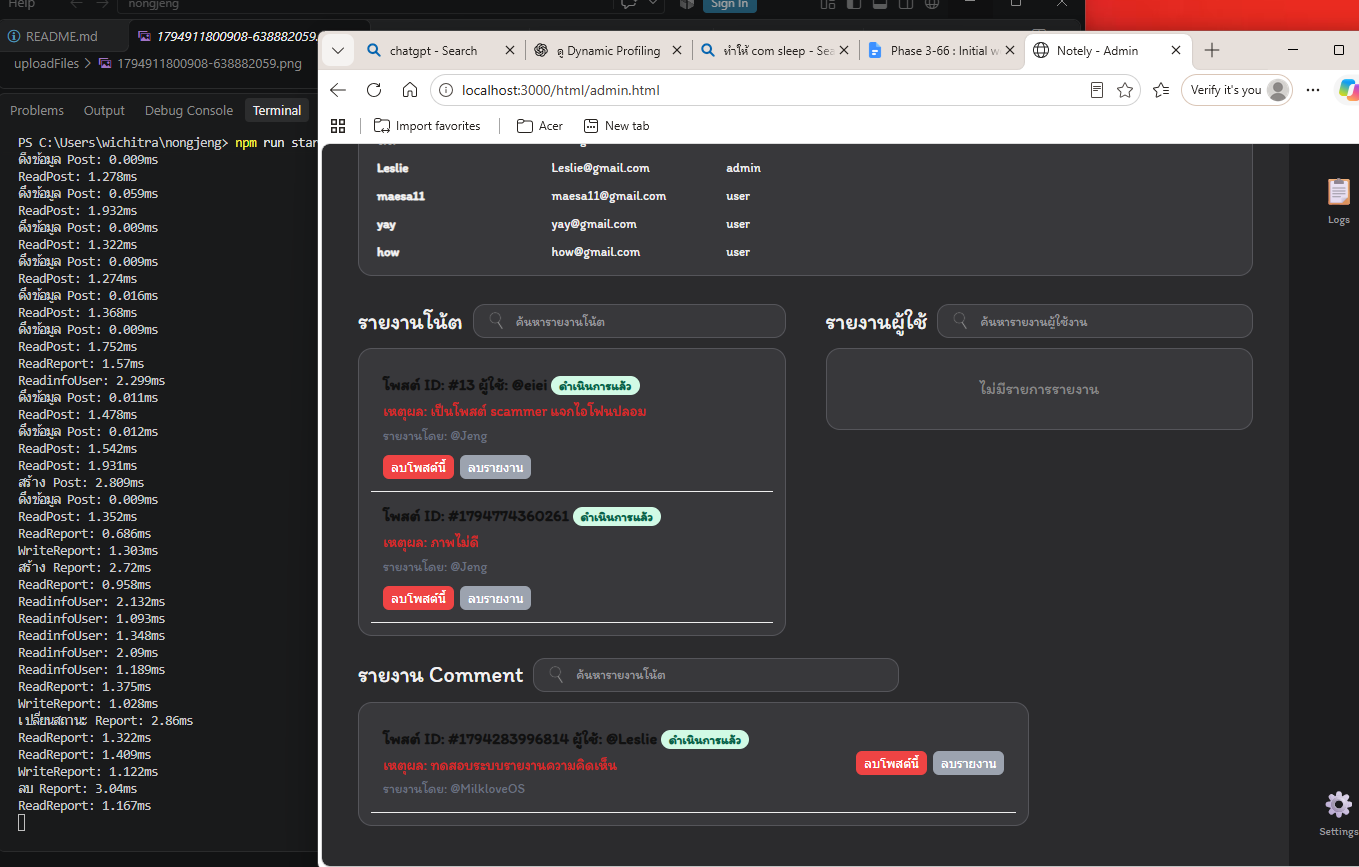 Help
nongjeng
Sign In
README.md
1794911800908-638882059.
uploadFiles > 1794911800908-638882059.png
Problems Output Debug Console Terminal
PS C:\Users\wichitra\nongjeng> npm run star
ดึงข้อมูล Post: 0.009ms
ReadPost: 1.278ms
ดึงข้อมูล Post: 0.059ms
ReadPost: 1.932ms
ดึงข้อมูล Post: 0.009ms
ReadPost: 1.322ms
ดึงข้อมูล Post: 0.009ms
ReadPost: 1.274ms
ดึงข้อมูล Post: 0.016ms
ReadPost: 1.368ms
ดึงข้อมูล Post: 0.009ms
ReadPost: 1.752ms
ReadReport: 1.57ms
ReadinfoUser: 2.299ms
ดึงข้อมูล Post: 0.011ms
ReadPost: 1.478ms
ดึงข้อมูล Post: 0.012ms
ReadPost: 1.542ms
ReadPost: 1.931ms
สร้าง Post: 2.809ms
ดึงข้อมูล Post: 0.009ms
ReadPost: 1.352ms
ReadReport: 0.686ms
WriteReport: 1.303ms
สร้าง Report: 2.72ms
ReadReport: 0.958ms
ReadinfoUser: 2.132ms
ReadinfoUser: 1.093ms
ReadinfoUser: 1.348ms
ReadinfoUser: 2.09ms
ReadinfoUser: 1.189ms
ReadReport: 1.375ms
WriteReport: 1.028ms
เปลี่ยนสถานะ Report: 2.86ms
ReadReport: 1.322ms
ReadReport: 1.409ms
WriteReport: 1.122ms
ลบ Report: 3.04ms
ReadReport: 1.167ms
chatgpt - Search
ดู Dynamic Profiling
ทำให้ com sleep - Sea
Phase 3-66 : Initial w
Notely - Admin
localhost:3000/html/admin.html
Verify it's you
Import favorites
Acer
New tab
Leslie Leslie@gmail.com admin
maesa11 maesa11@gmail.com user
yay yay@gmail.com user
how how@gmail.com user
Logs
รายงานโน้ต
ค้นหารายงานโน้ต
โพสต์ ID: #13 ผู้ใช้: @eiei ดำเนินการแล้ว
เหตุผล: เป็นโพสต์ scammer แจกไอโฟนปลอม
รายงานโดย: @Jeng
ลบโพสต์นี้ ลบรายงาน
โพสต์ ID: #1794774360261 ดำเนินการแล้ว
เหตุผล: ภาพไม่ดี
รายงานโดย: @Jeng
ลบโพสต์นี้ ลบรายงาน
รายงานผู้ใช้
ค้นหารายงานผู้ใช้งาน
ไม่มีรายการรายงาน
รายงาน Comment
ค้นหารายงานโน้ต
โพสต์ ID: #1794283996814 ผู้ใช้: @Leslie ดำเนินการแล้ว
เหตุผล: ทดสอบระบบรายงานความคิดเห็น
รายงานโดย: @MilkloveOS
ลบโพสต์นี้ ลบรายงาน
Settings